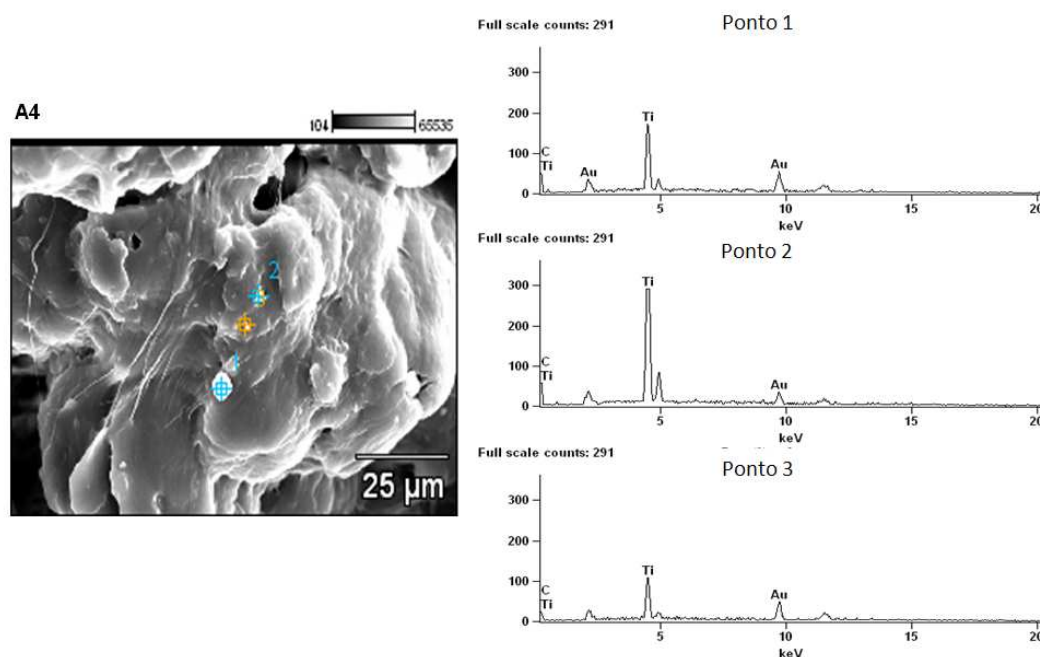 A4
104 65535
2
1
25 µm
Full scale counts: 291 Ponto 1
300
200
100
0
C
Ti
Au
Ti
Au
5 10 15 20
keV
Full scale counts: 291 Ponto 2
300
200
100
0
C
Ti
Ti
Au
5 10 15 20
keV
Full scale counts: 291 Ponto 3
300
200
100
0
C
Ti
Ti
Au
5 10 15 20
keV